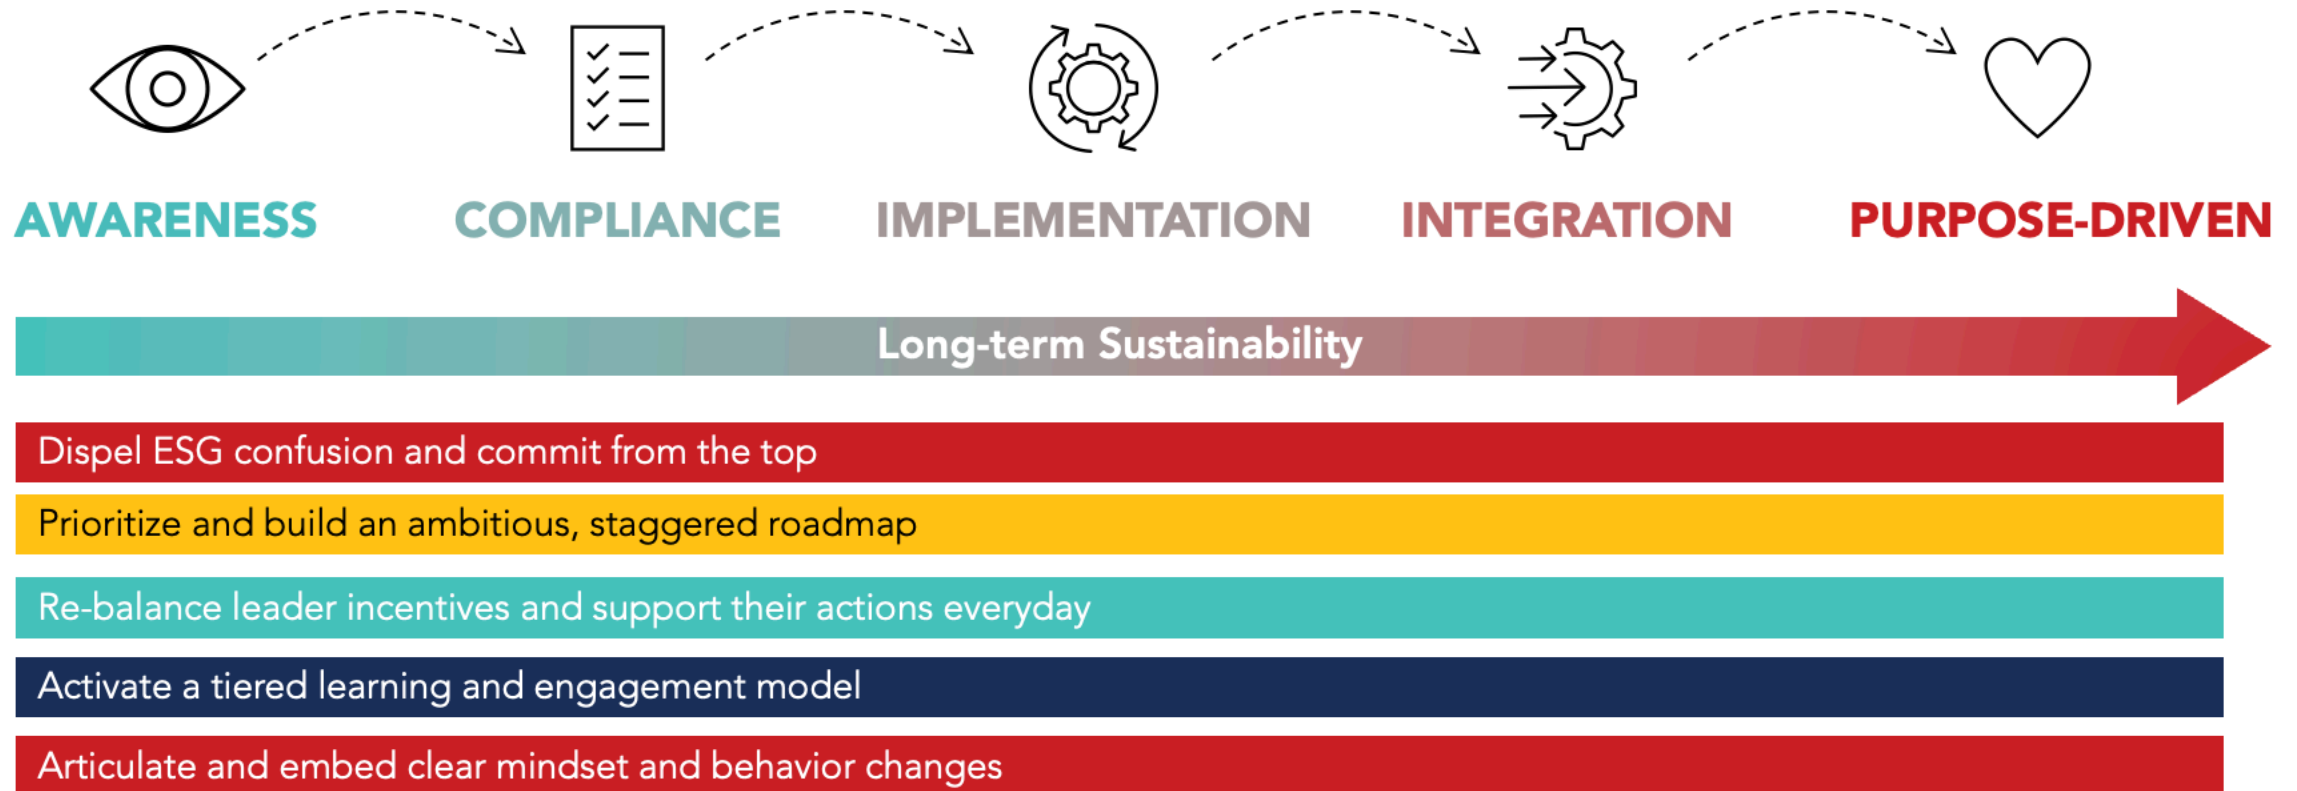 AWARENESS
COMPLIANCE
IMPLEMENTATION
INTEGRATION
PURPOSE-DRIVEN
Long-term Sustainability
Dispel ESG confusion and commit from the top
Prioritize and build an ambitious, staggered roadmap
Re-balance leader incentives and support their actions everyday
Activate a tiered learning and engagement model
Articulate and embed clear mindset and behavior changes